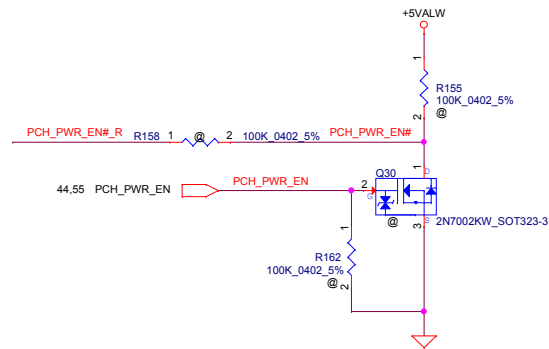 +5VALW
1
R155
100K_0402_5%
2
@
PCH_PWR_EN#_R
R158
1
@
2
100K_0402_5%
PCH_PWR_EN#
1
D
Q30
44,55
PCH_PWR_EN
PCH_PWR_EN
2
G
S
@
3
2N7002KW_SOT323-3
1
R162
100K_0402_5%
@
2